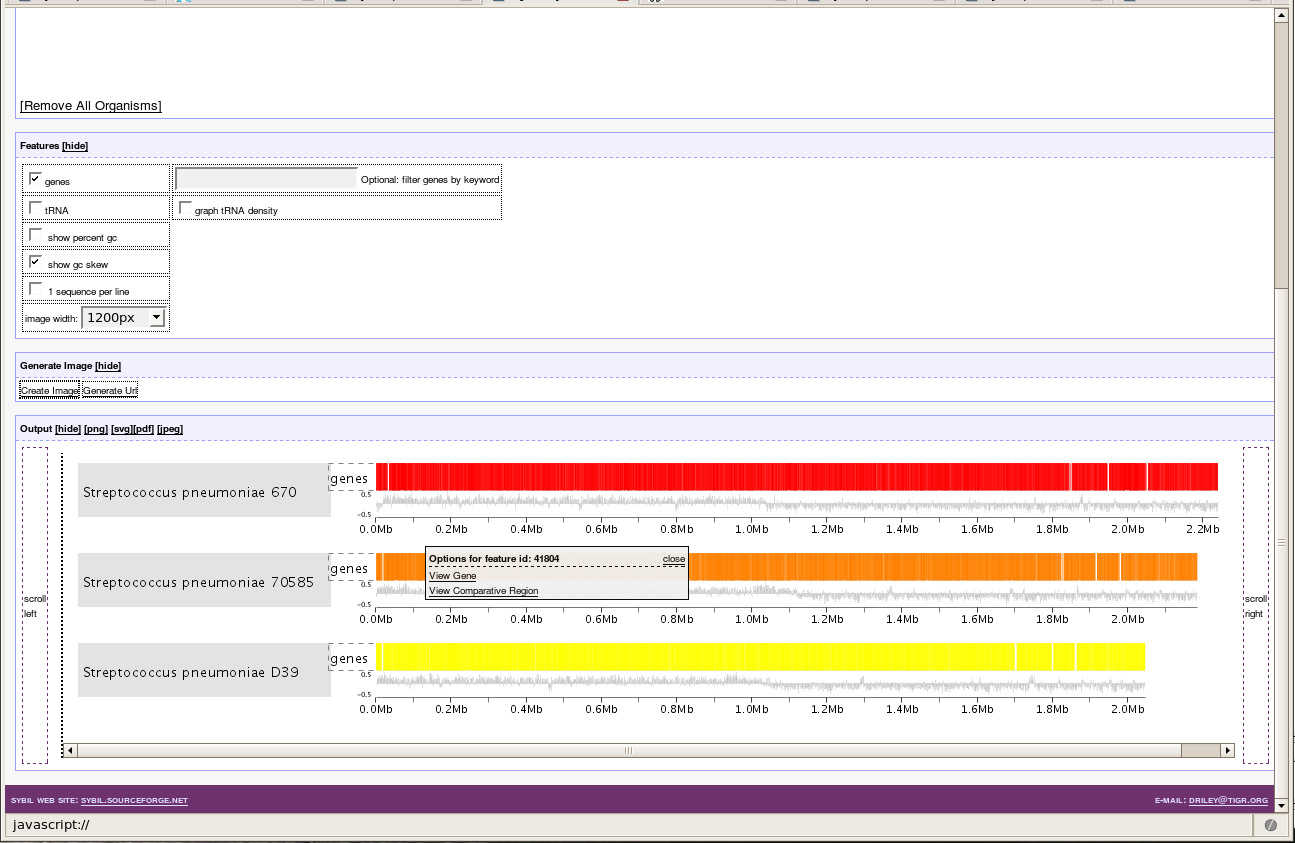 [Remove All Organisms]
Features [hide]
genes
Optional: filter genes by keyword
tRNA
graph tRNA density
show percent gc
show gc skew
1 sequence per line
image width: 1200px
Generate Image [hide]
Create Image Generate Url
Output [hide] [png] [svg][pdf] [jpeg]
scroll left
Streptococcus pneumoniae 670
genes
0.5
-0.5
0.0Mb 0.2Mb 0.4Mb 0.6Mb 0.8Mb 1.0Mb 1.2Mb 1.4Mb 1.6Mb 1.8Mb 2.0Mb 2.2Mb
Streptococcus pneumoniae 70585
genes
0.5
-0.5
Options for feature id: 41804 close
View Gene
View Comparative Region
0.0Mb 0.2Mb 0.4Mb 0.6Mb 0.8Mb 1.0Mb 1.2Mb 1.4Mb 1.6Mb 1.8Mb 2.0Mb
Streptococcus pneumoniae D39
genes
0.5
-0.5
0.0Mb 0.2Mb 0.4Mb 0.6Mb 0.8Mb 1.0Mb 1.2Mb 1.4Mb 1.6Mb 1.8Mb 2.0Mb
scroll right
SYBIL WEB SITE: SYBIL.SOURCEFORGE.NET
E-MAIL: DRILEY@TIGR.ORG
javascript://